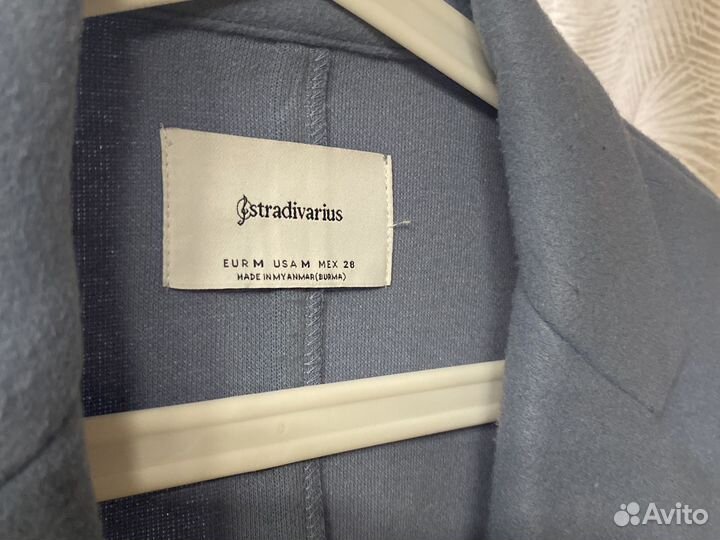 stradivarius
EUR M USA M MEX 28
MADE IN MYANMAR(BURMA)
Avito